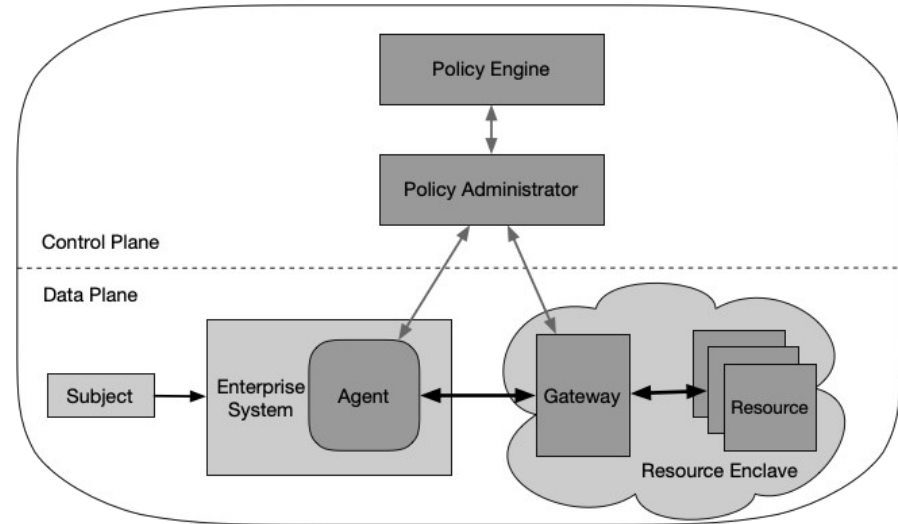 Policy Engine
Policy Administrator
Control Plane
Data Plane
Subject
Enterprise
System
Agent
Gateway
Resource
Resource Enclave